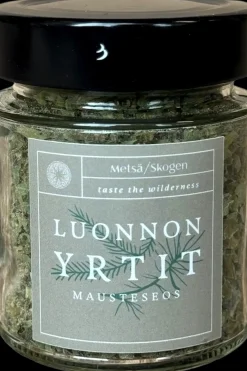 Metsä/Skogen
taste the wilderness
LUONNON
YRTIT
MAUSTESEOS